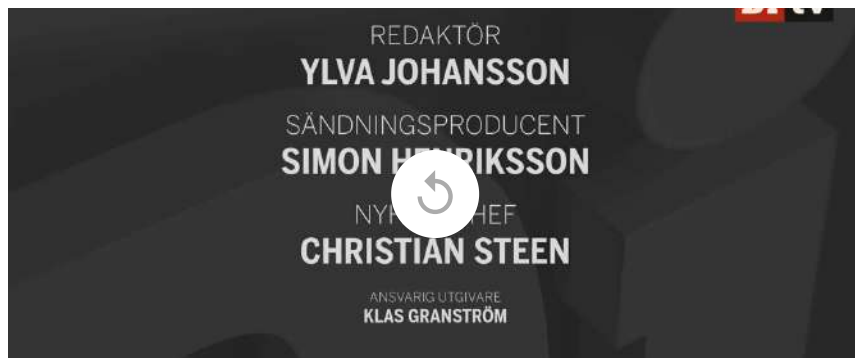 REDAKTÖR
YLVA JOHANSSON
SÄNDNINGSPRODUCENT
SIMON
CHRISTIAN STEEN
ANSVARIG UTGIVARE
KLAS GRANSTRÖM